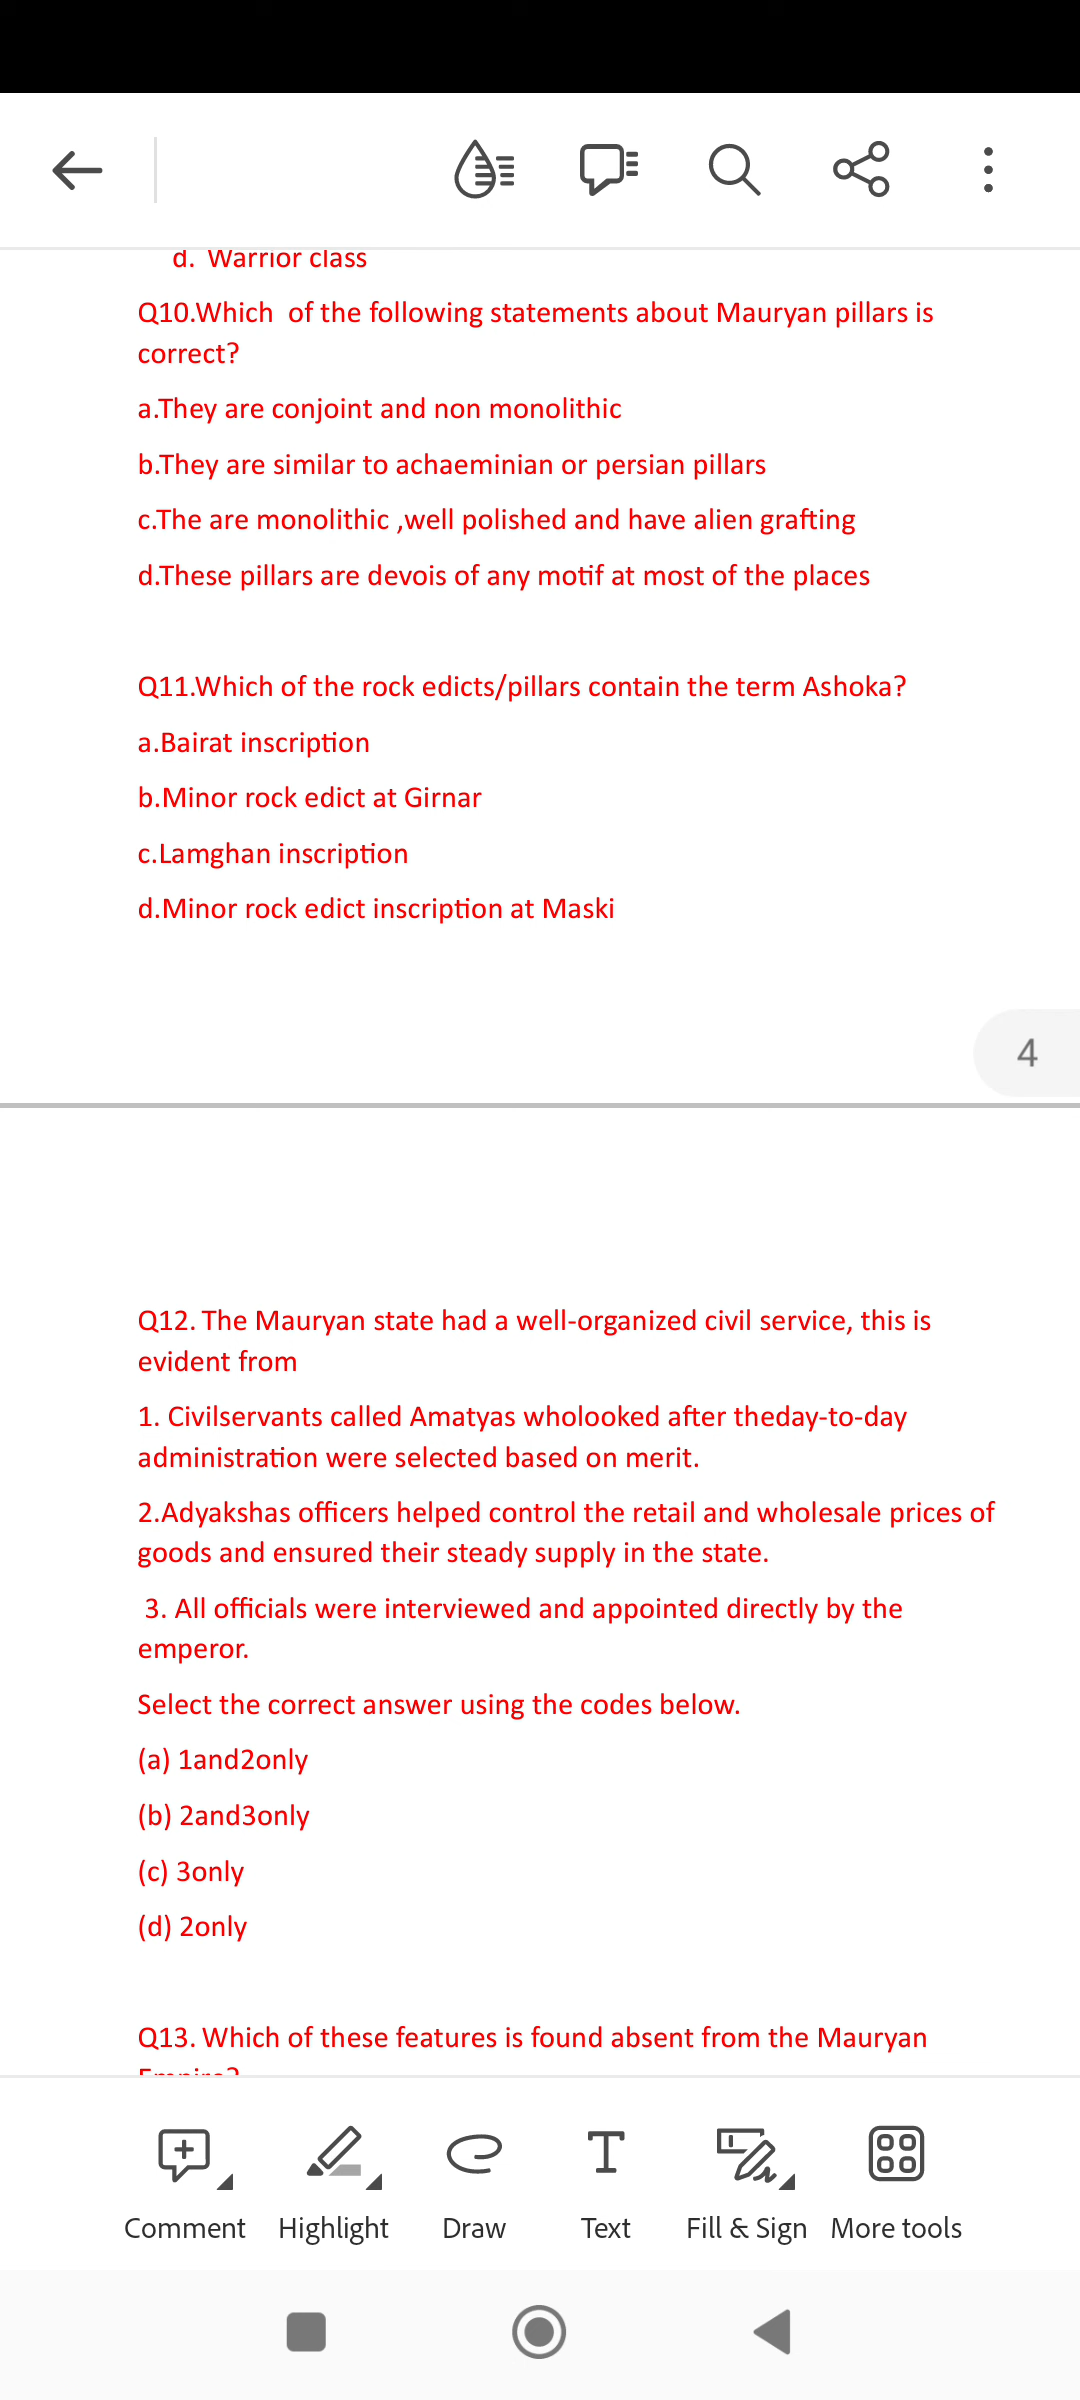 d. Warrior class
Q10.Which of the following statements about Mauryan pillars is
correct?
a.They are conjoint and non monolithic
b.They are similar to achaeminian or persian pillars
c.The are monolithic ,well polished and have alien grafting
d.These pillars are devois of any motif at most of the places
Q11.Which of the rock edicts/pillars contain the term Ashoka?
a.Bairat inscription
b.Minor rock edict at Girnar
c.Lamghan inscription
d.Minor rock edict inscription at Maski
4
Q12. The Mauryan state had a well-organized civil service, this is
evident from
1. Civilservants called Amatyas wholooked after theday-to-day
administration were selected based on merit.
2.Adyakshas officers helped control the retail and wholesale prices of
goods and ensured their steady supply in the state.
3. All officials were interviewed and appointed directly by the
emperor.
Select the correct answer using the codes below.
(a) 1and2only
(b) 2and3only
(c) 3only
(d) 2only
Q13. Which of these features is found absent from the Mauryan
Comment Highlight Draw Text Fill & Sign More tools